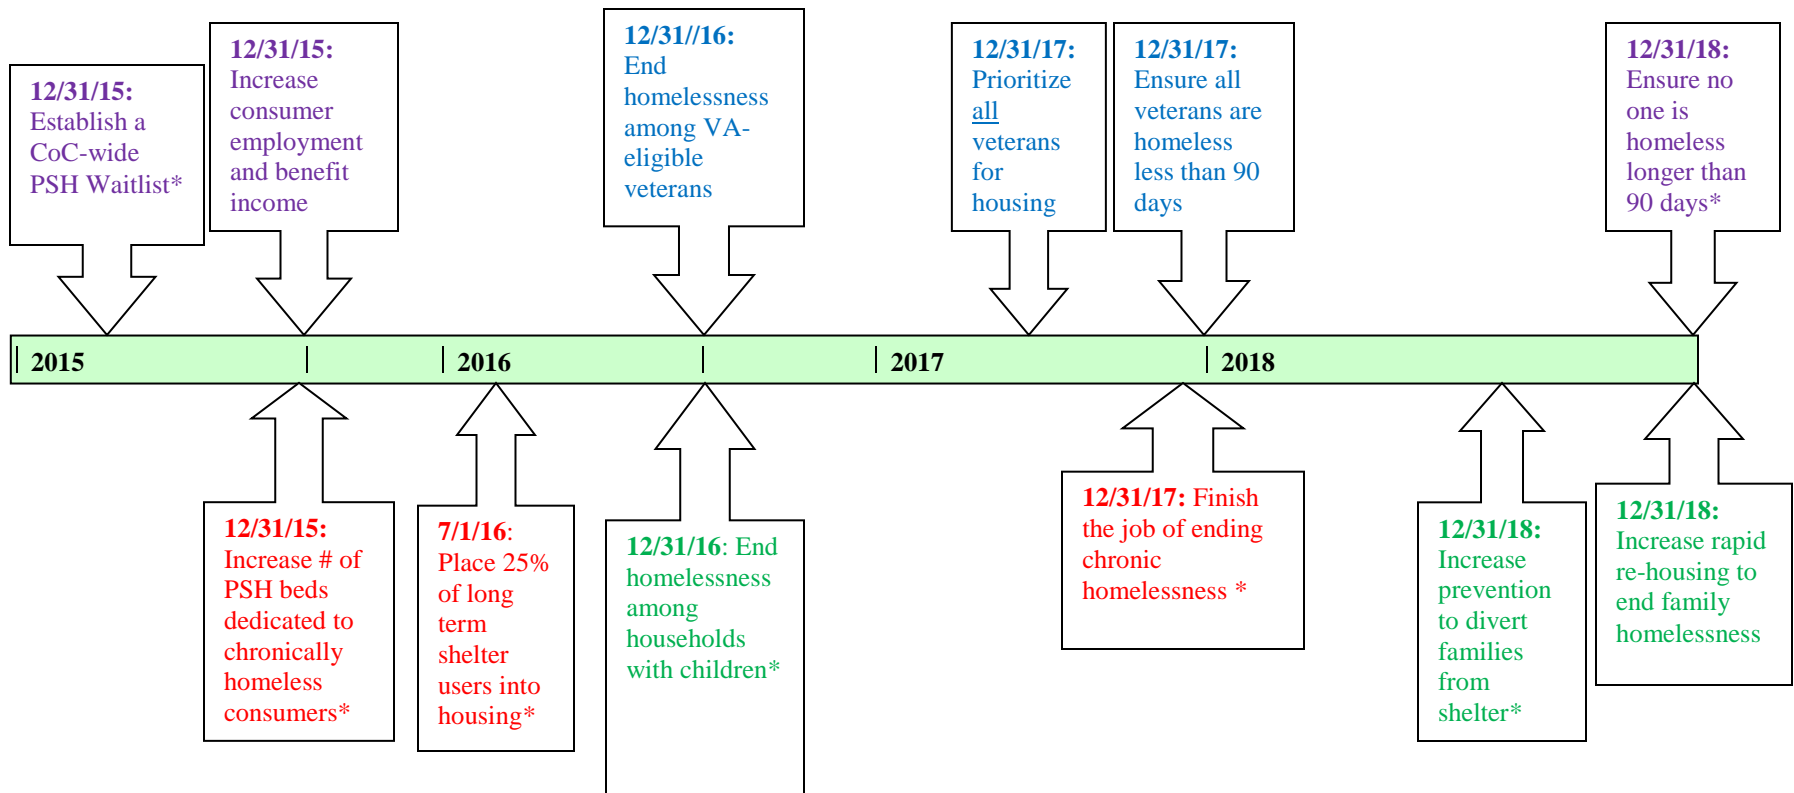 12/31/15:
Establish a
CoC-wide
PSH Waitlist*
12/31/15:
Increase
consumer
employment
and benefit
income
12/31//16:
End
homelessness
among VA-
eligible
veterans
12/31/17:
Prioritize
all
veterans
for
housing
12/31/17:
Ensure all
veterans are
homeless
less than 90
days
12/31/18:
Ensure no
one is
homeless
longer than
90 days*
2015
2016
2017
2018
12/31/15:
Increase # of
PSH beds
dedicated to
chronically
homeless
consumers*
7/1/16:
Place 25%
of long
term
shelter
users into
housing*
12/31/16: End
homelessness
among
households
with children*
12/31/17: Finish
the job of ending
chronic
homelessness *
12/31/18:
Increase
prevention
to divert
families
from
shelter*
12/31/18:
Increase rapid
re-housing to
end family
homelessness